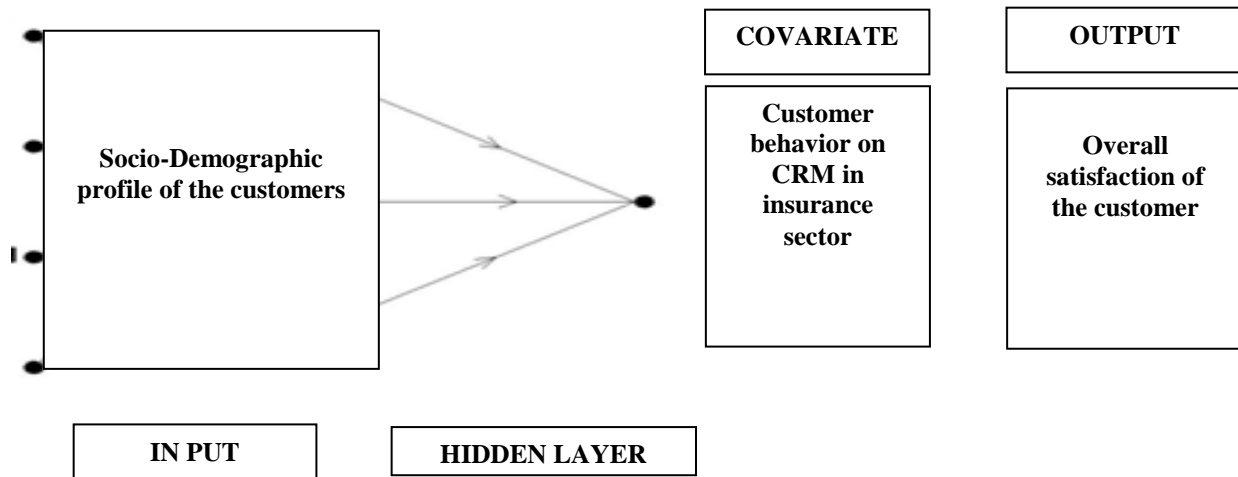 COVARIATE
OUTPUT
Socio-Demographic
profile of the customers
Customer
behavior on
CRM in
insurance
sector
Overall
satisfaction of
the customer
IN PUT
HIDDEN LAYER